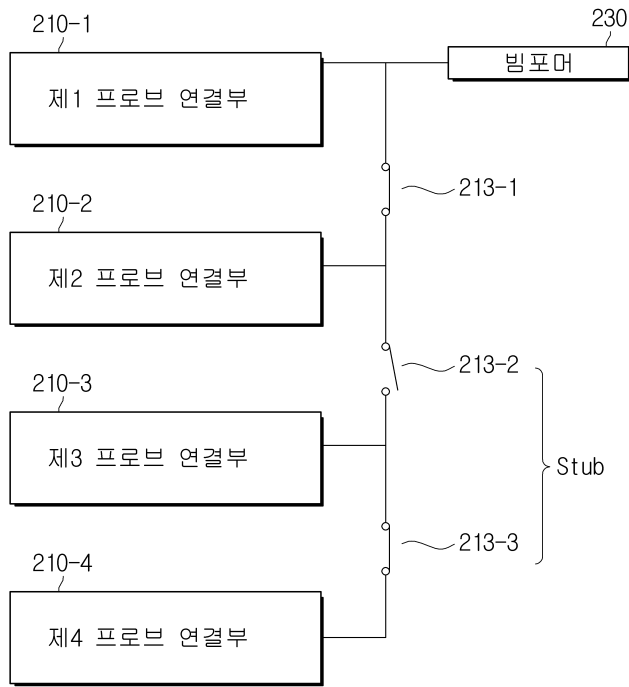 210-1
230
제1 프로브 연결부
빔포머
213-1
210-2
제2 프로브 연결부
213-2
210-3
제3 프로브 연결부
Stub
213-3
210-4
제4 프로브 연결부